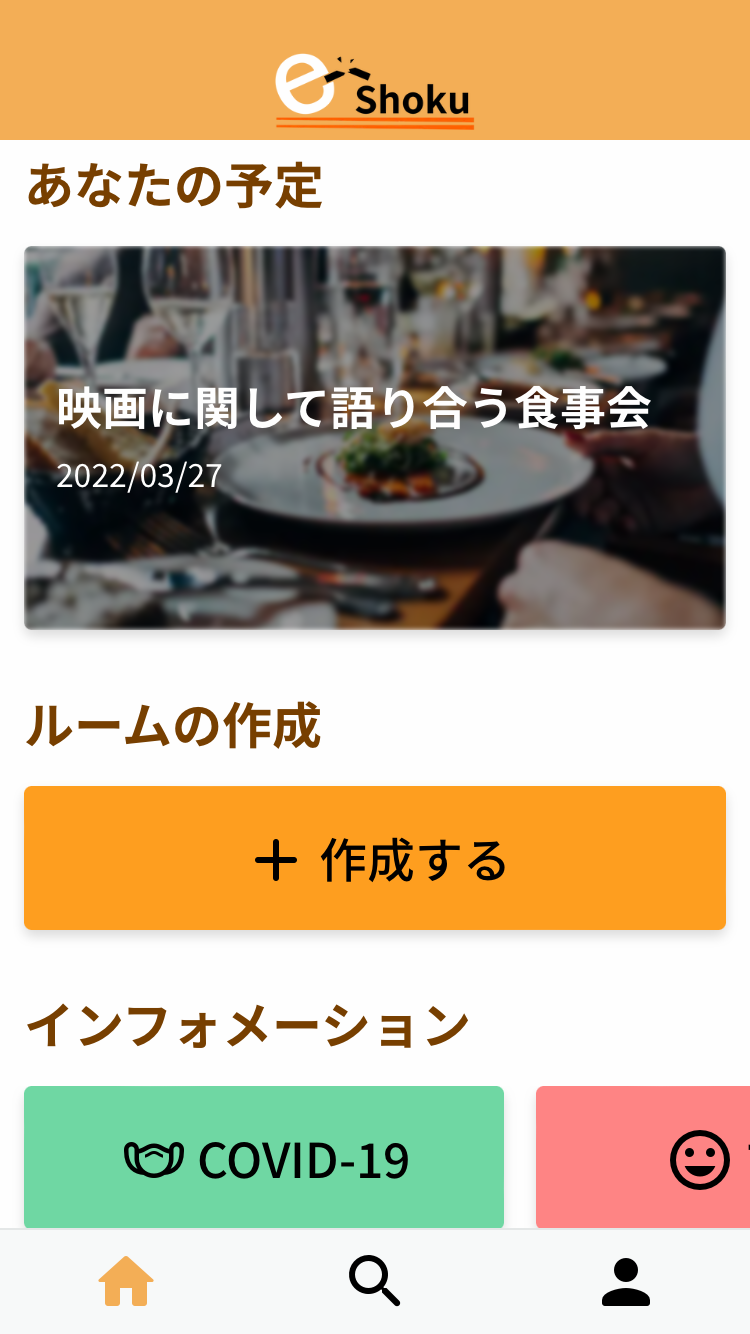 e-Shoku
あなたの予定
映画に関して語り合う食事会
2022/03/27
ルームの作成
作成する
インフォメーション
COVID-19